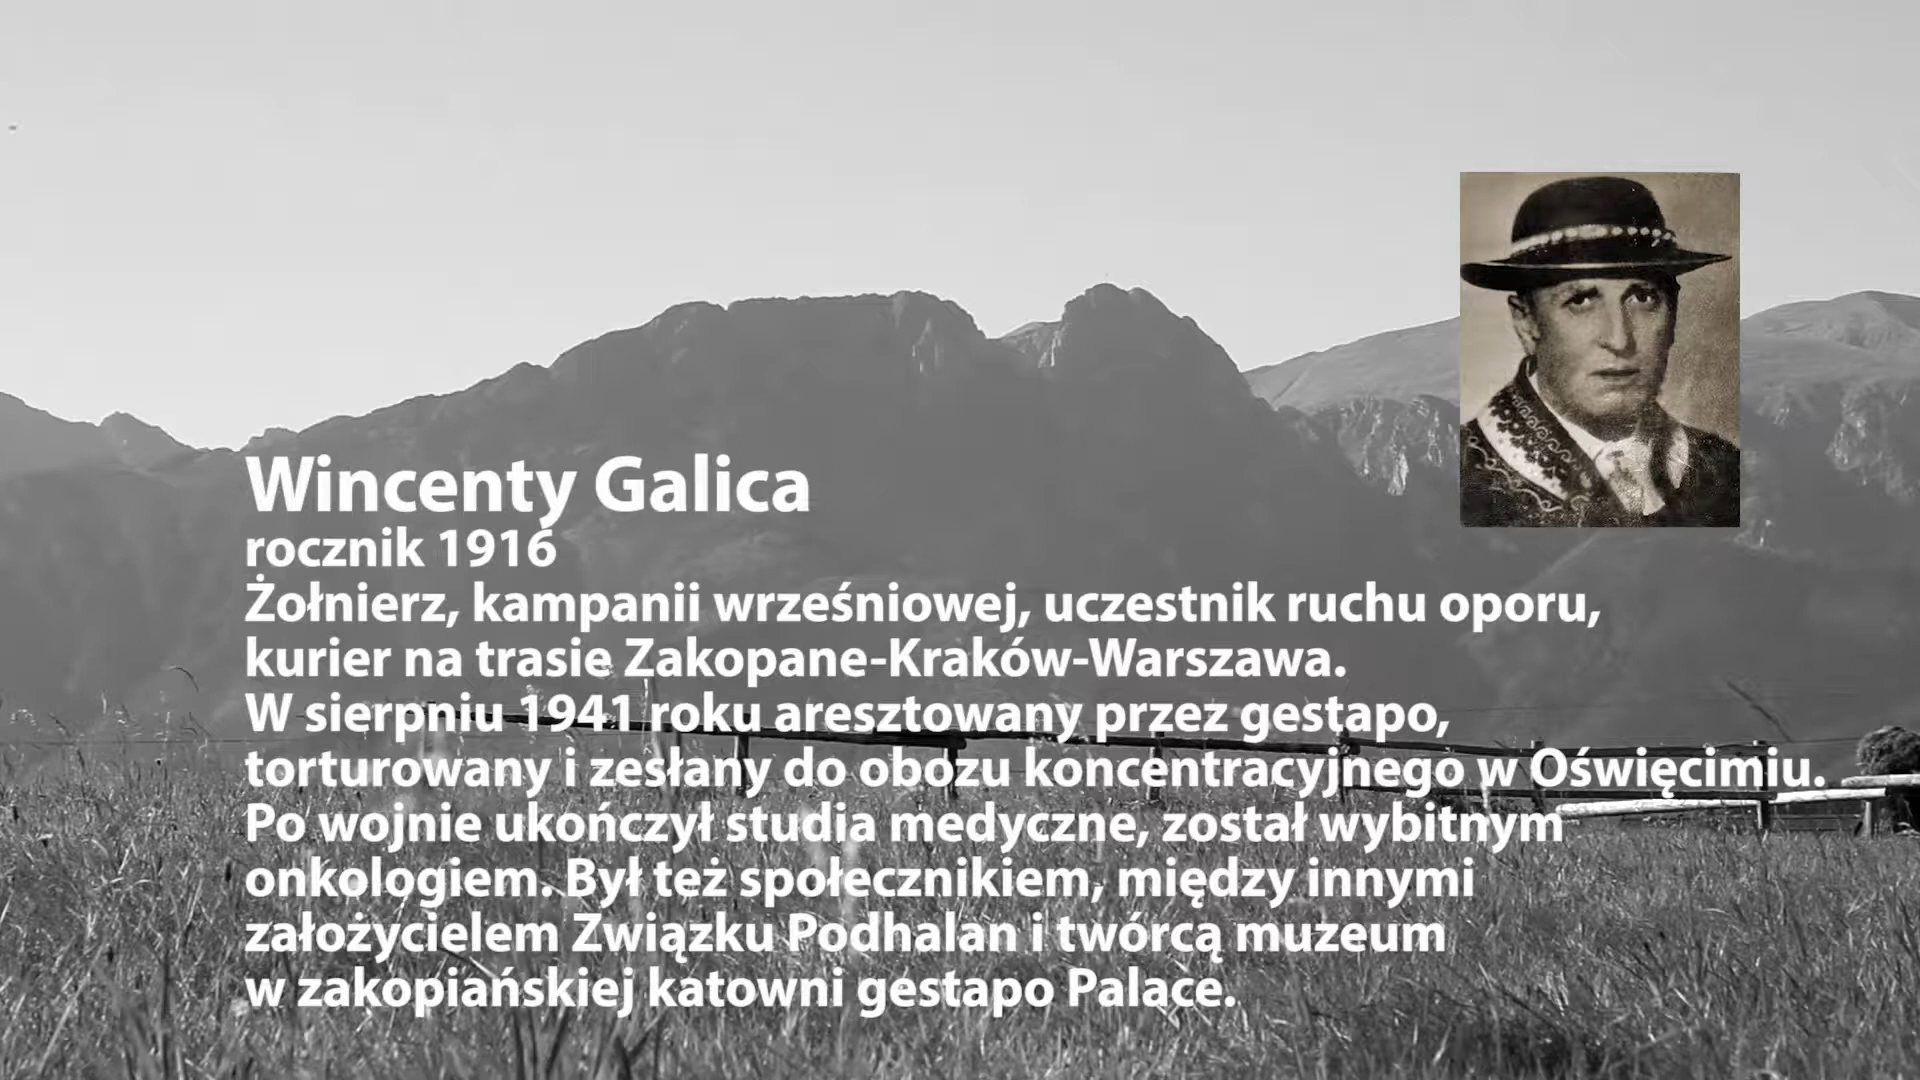 Wincenty Galica
rocznik 1916
Żołnierz, kampanii wrześniowej, uczestnik ruchu oporu,
kurier na trasie Zakopane-Kraków-Warszawa.
W sierpniu 1941 roku aresztowany przez gestapo,
torturowany i zesłany do obozu koncentracyjnego w Oświęcimiu.
Po wojnie ukończył studia medyczne, został wybitnym
onkologiem. Był też społecznikiem, między innymi
założycielem Związku Podhalan i twórcą muzeum
w zakopiańskiej katowni gestapo Palace.